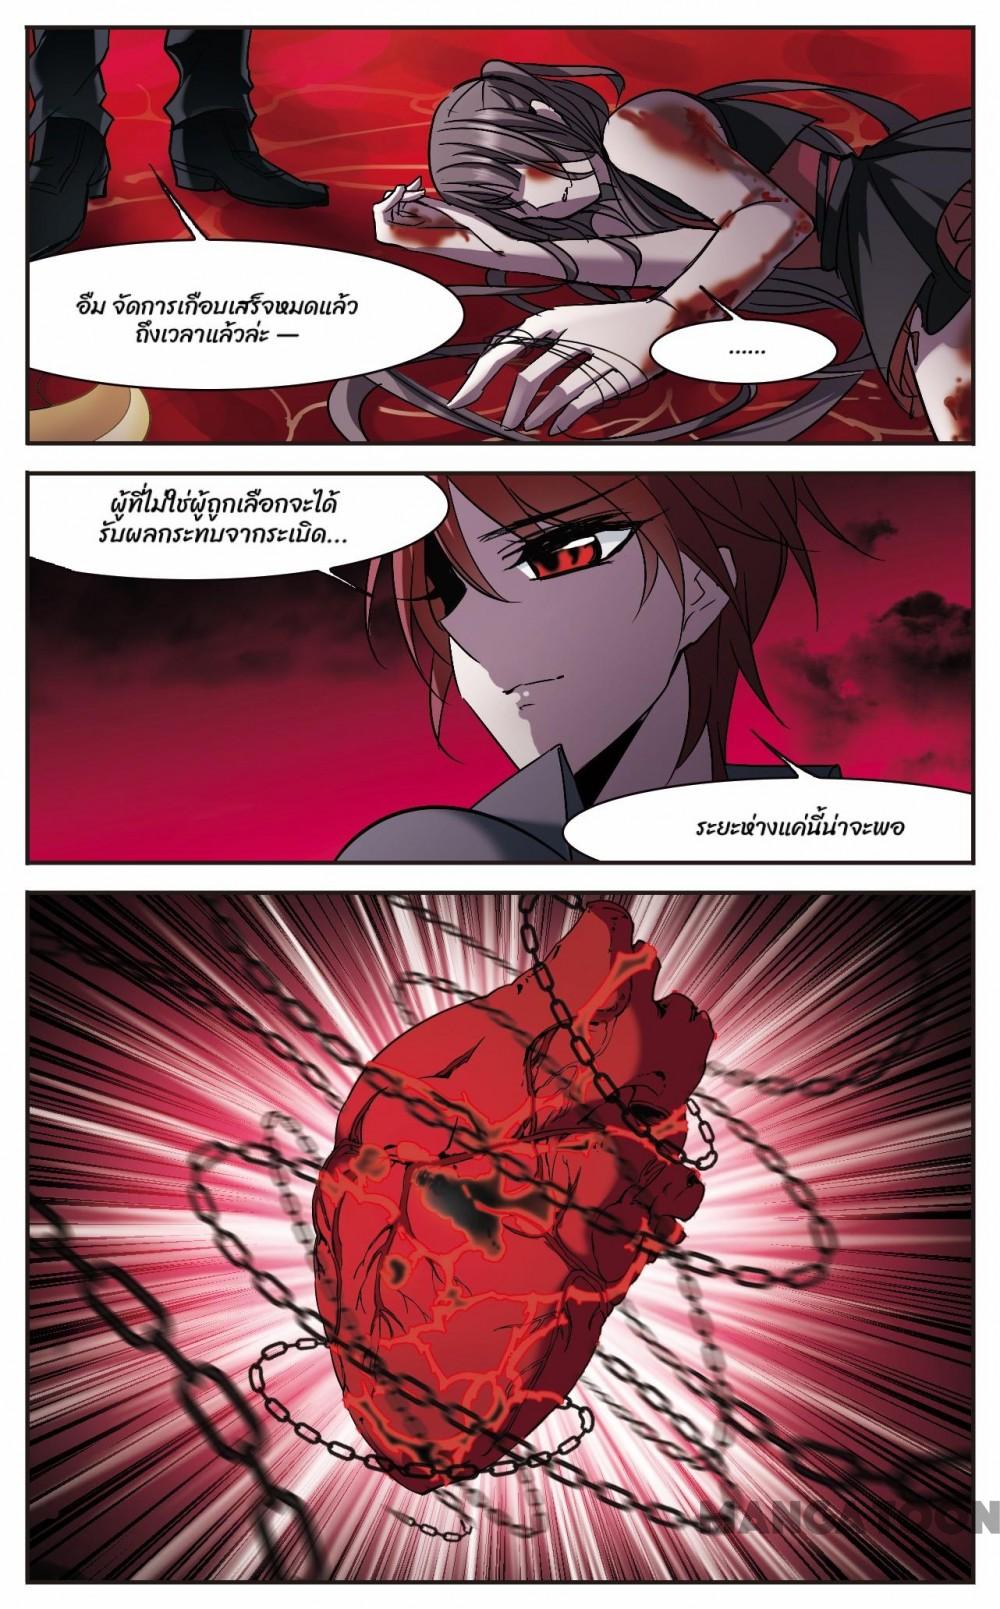 อืม จัดการเกือบเสร็จหมดแล้ว
ถึงเวลาแล้วล่ะ —
......
ผู้ที่ไม่ใช่ผู้ถูกเลือกจะได้
รับผลกระทบจากระเบิด...
ระยะห่างแค่นี้น่าจะพอ
MANGATOON